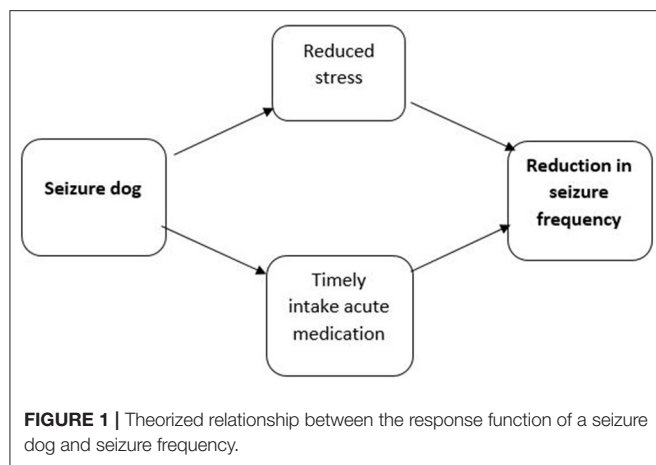 Reduced
stress
Seizure dog
Reduction in
seizure
frequency
Timely
intake acute
medication
FIGURE 1 | Theorized relationship between the response function of a seizure
dog and seizure frequency.